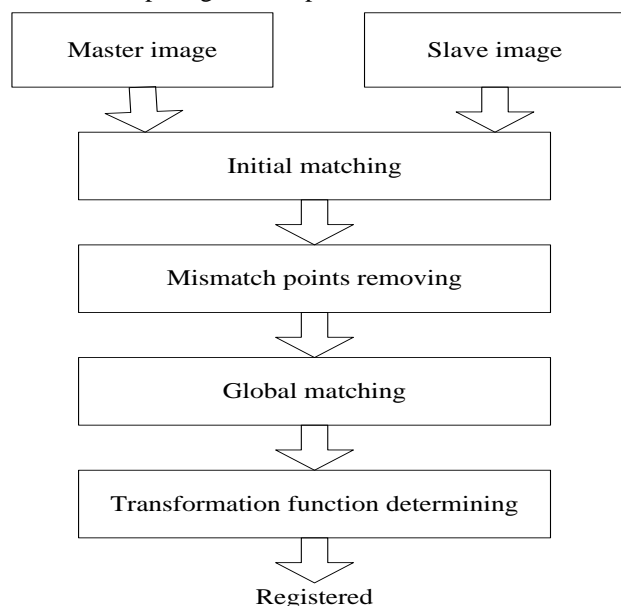 Master image
Slave image
Initial matching
Mismatch points removing
Global matching
Transformation function determining
Registered